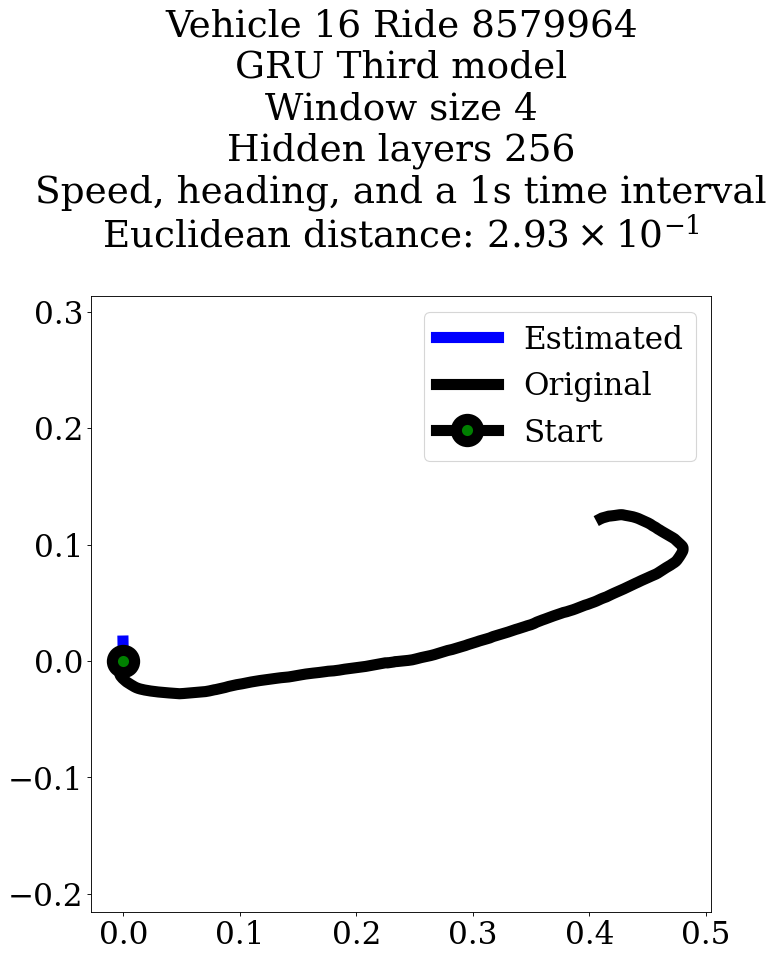 Vehicle 16 Ride 8579964
GRU Third model
Window size 4
Hidden layers 256
Speed, heading, and a 1s time interval
Euclidean distance: 2.93 × 10⁻¹
Estimated
Original
Start
0.3
0.2
0.1
0.0
−0.1
−0.2
0.0 0.1 0.2 0.3 0.4 0.5